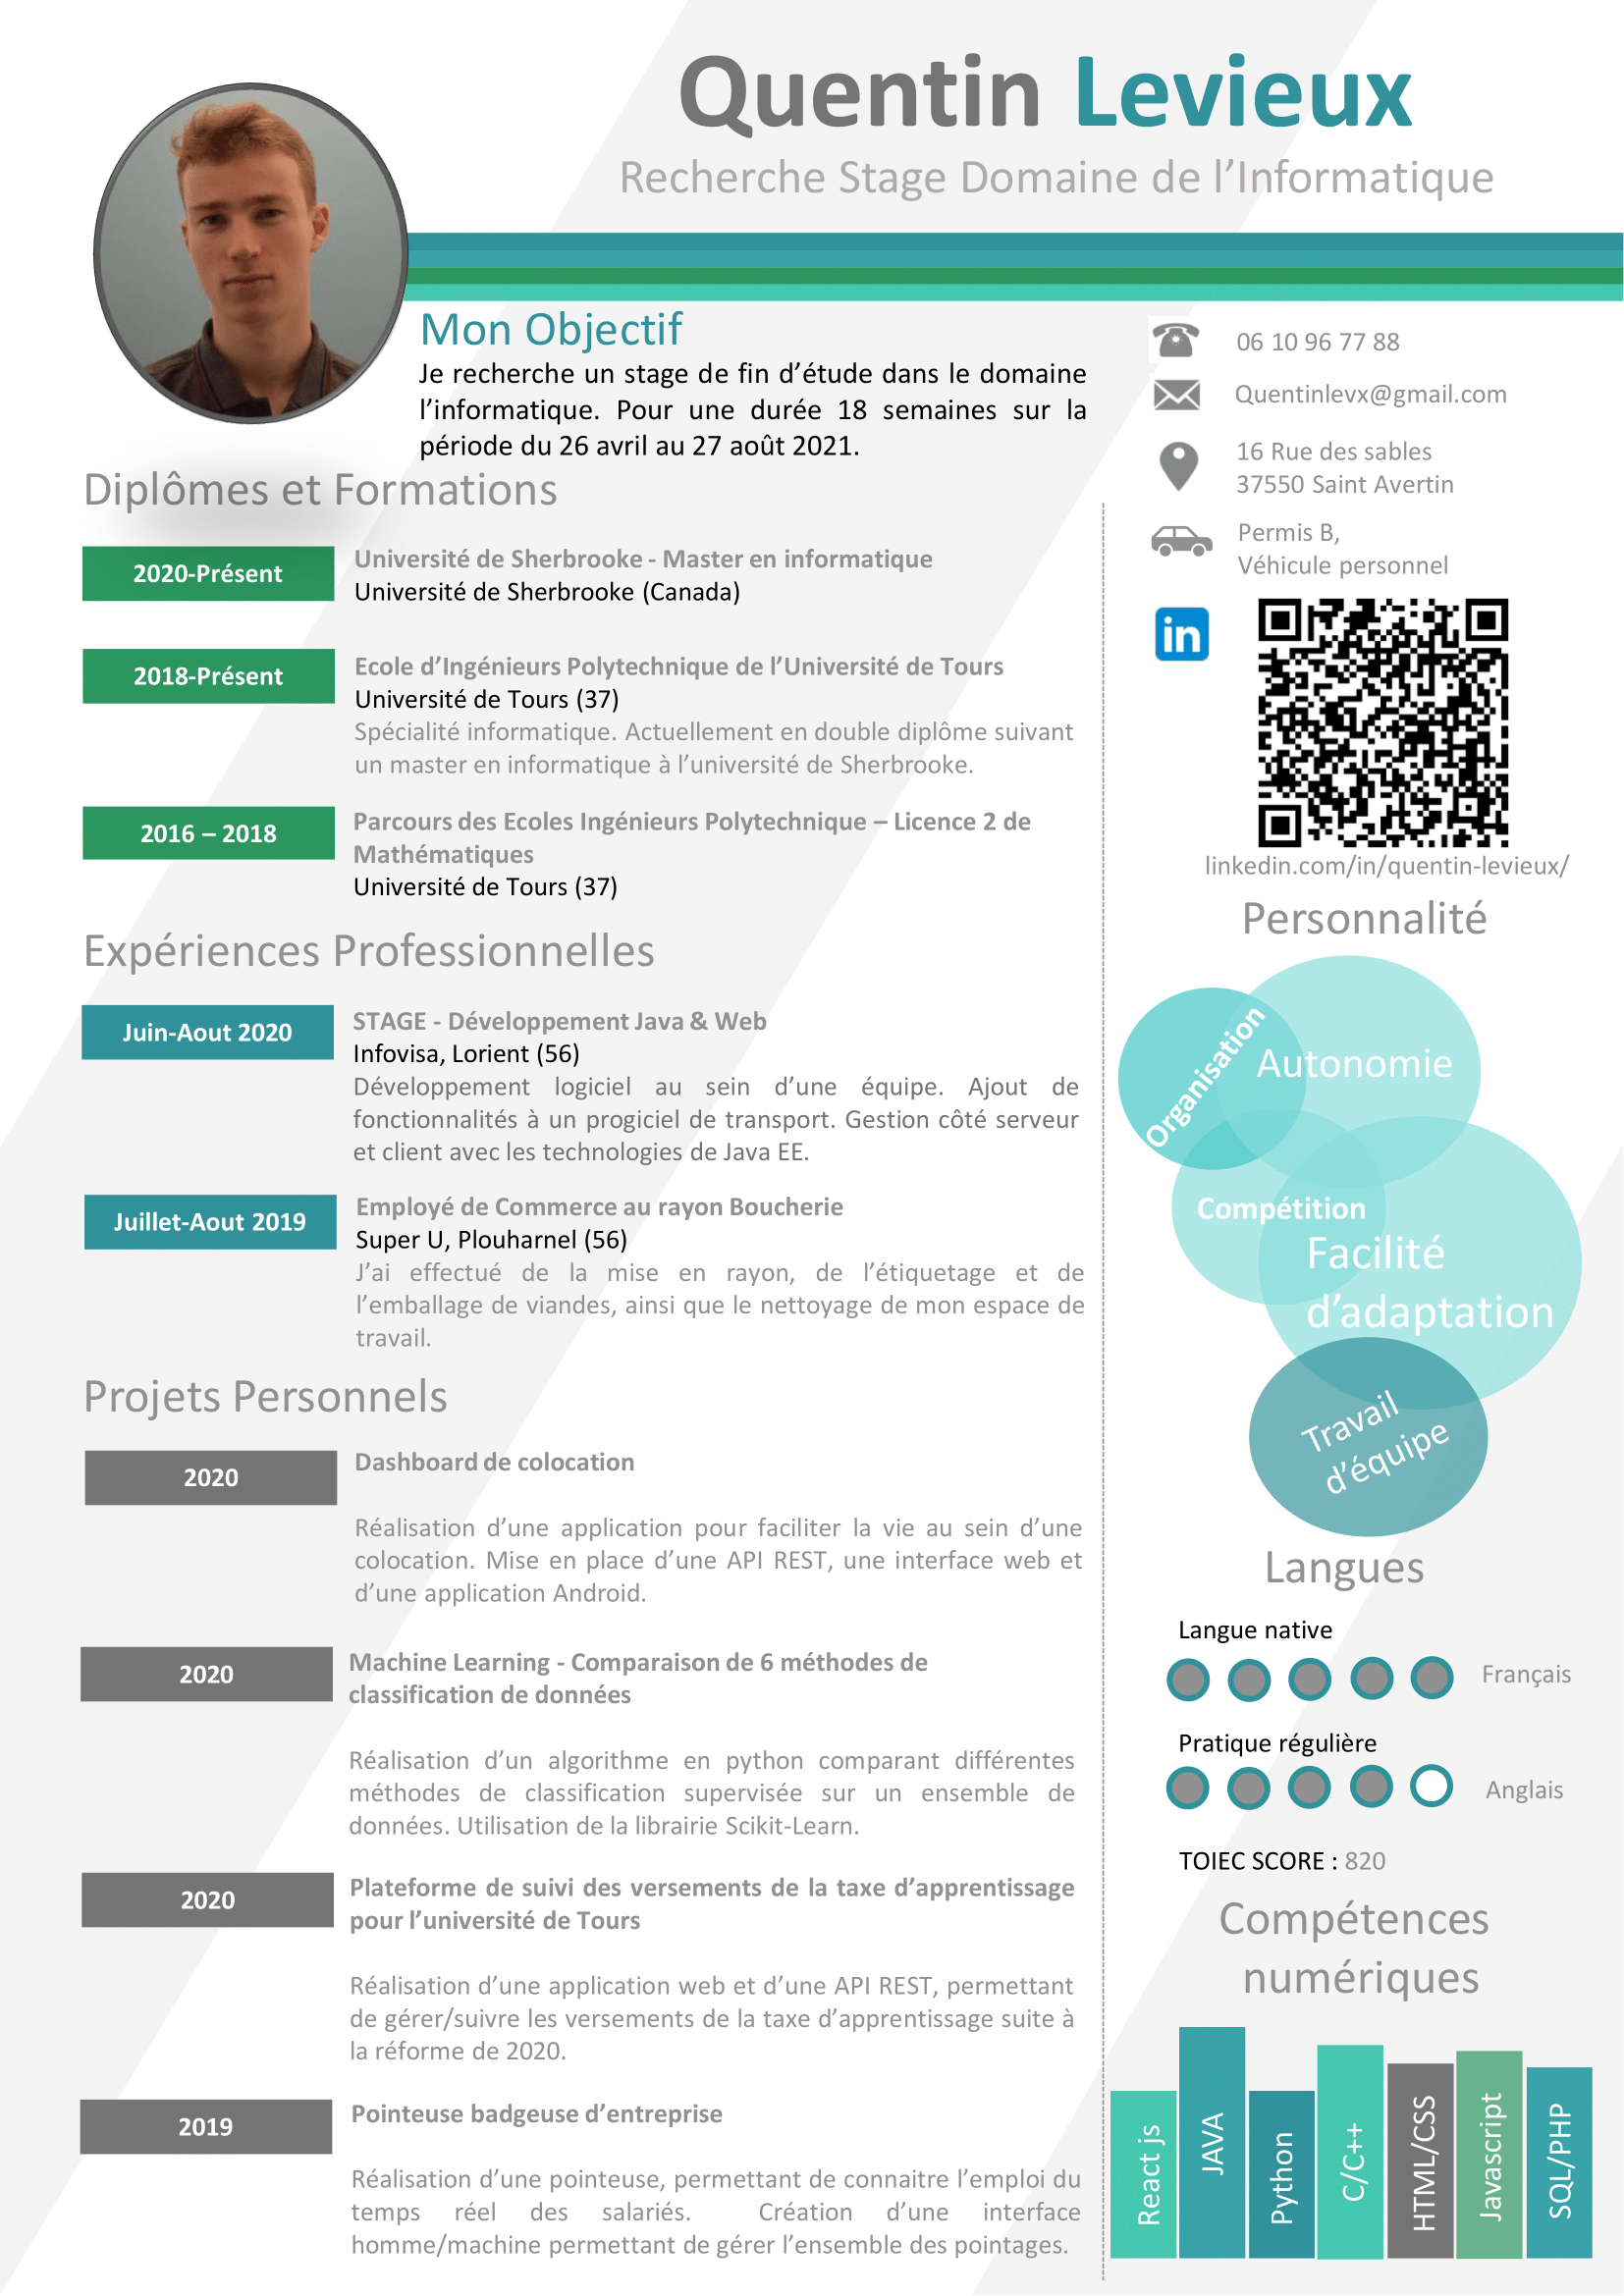 Quentin Levieux
Recherche Stage Domaine de l’Informatique
Mon Objectif
Je recherche un stage de fin d’étude dans le domaine
l’informatique. Pour une durée 18 semaines sur la
période du 26 avril au 27 août 2021.
06 10 96 77 88
Quentinlevx@gmail.com
16 Rue des sables
37550 Saint Avertin
Permis B,
Véhicule personnel
in
linkedin.com/in/quentin-levieux/
Diplômes et Formations
2020-Présent
Université de Sherbrooke - Master en informatique
Université de Sherbrooke (Canada)
2018-Présent
Ecole d’Ingénieurs Polytechnique de l’Université de Tours
Université de Tours (37)
Spécialité informatique. Actuellement en double diplôme suivant
un master en informatique à l’université de Sherbrooke.
2016 – 2018
Parcours des Ecoles Ingénieurs Polytechnique – Licence 2 de
Mathématiques
Université de Tours (37)
Expériences Professionnelles
Juin-Aout 2020
STAGE - Développement Java & Web
Infovisa, Lorient (56)
Développement logiciel au sein d’une équipe. Ajout de
fonctionnalités à un progiciel de transport. Gestion côté serveur
et client avec les technologies de Java EE.
Juillet-Aout 2019
Employé de Commerce au rayon Boucherie
Super U, Plouharnel (56)
J’ai effectué de la mise en rayon, de l’étiquetage et de
l’emballage de viandes, ainsi que le nettoyage de mon espace de
travail.
Projets Personnels
2020
Dashboard de colocation
Réalisation d’une application pour faciliter la vie au sein d’une
colocation. Mise en place d’une API REST, une interface web et
d’une application Android.
2020
Machine Learning - Comparaison de 6 méthodes de
classification de données
Réalisation d’un algorithme en python comparant différentes
méthodes de classification supervisée sur un ensemble de
données. Utilisation de la librairie Scikit-Learn.
2020
Plateforme de suivi des versements de la taxe d’apprentissage
pour l’université de Tours
Réalisation d’une application web et d’une API REST, permettant
de gérer/suivre les versements de la taxe d’apprentissage suite à
la réforme de 2020.
2019
Pointeuse badgeuse d’entreprise
Réalisation d’une pointeuse, permettant de connaitre l’emploi du
temps réel des salariés. Création d’une interface
homme/machine permettant de gérer l’ensemble des pointages.
Personnalité
Organisation
Autonomie
Compétition
Facilité
d’adaptation
Travail
d’équipe
Langues
Langue native
Français
Pratique régulière
Anglais
TOIEC SCORE : 820
Compétences
numériques
React js
JAVA
Python
C/C++
HTML/CSS
Javascript
SQL/PHP